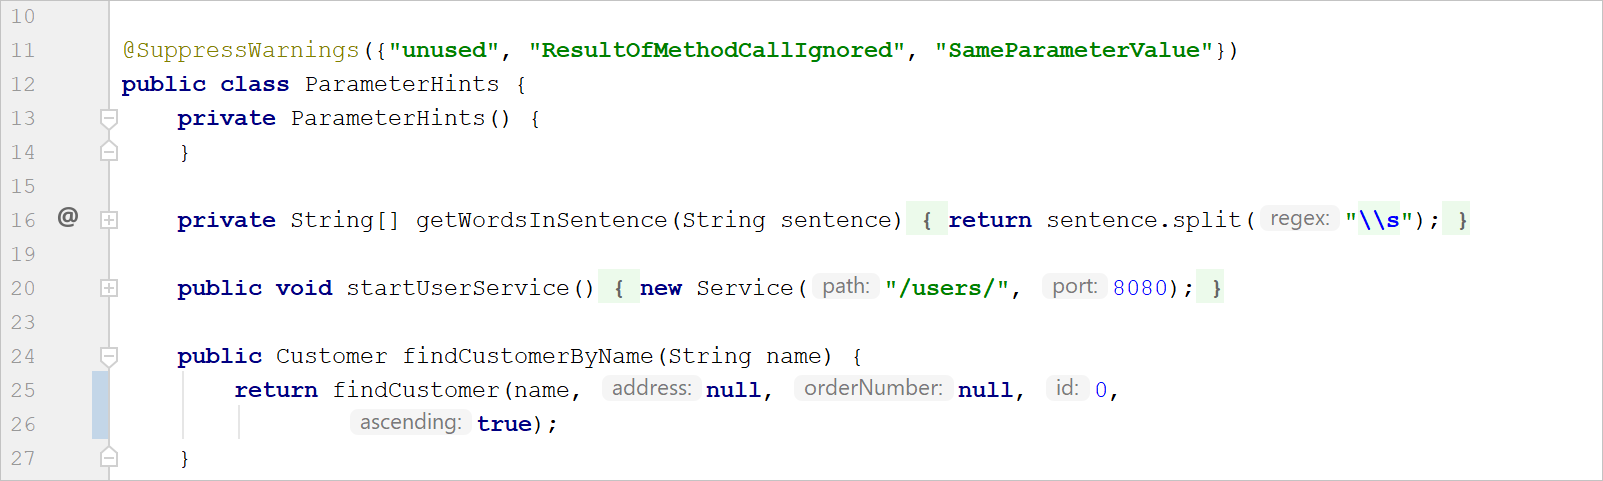 10
11 @SuppressWarnings({"unused", "ResultOfMethodCallIgnored", "SameParameterValue"})
12 public class ParameterHints {
13 private ParameterHints() {
14 }
15
16 @ private String[] getWordsInSentence(String sentence) { return sentence.split( regex: "\\s"); }
19
20 public void startUserService() { new Service( path: "/users/", port: 8080); }
23
24 public Customer findCustomerByName(String name) {
25 return findCustomer(name, address: null, orderNumber: null, id: 0,
26 ascending: true);
27 }